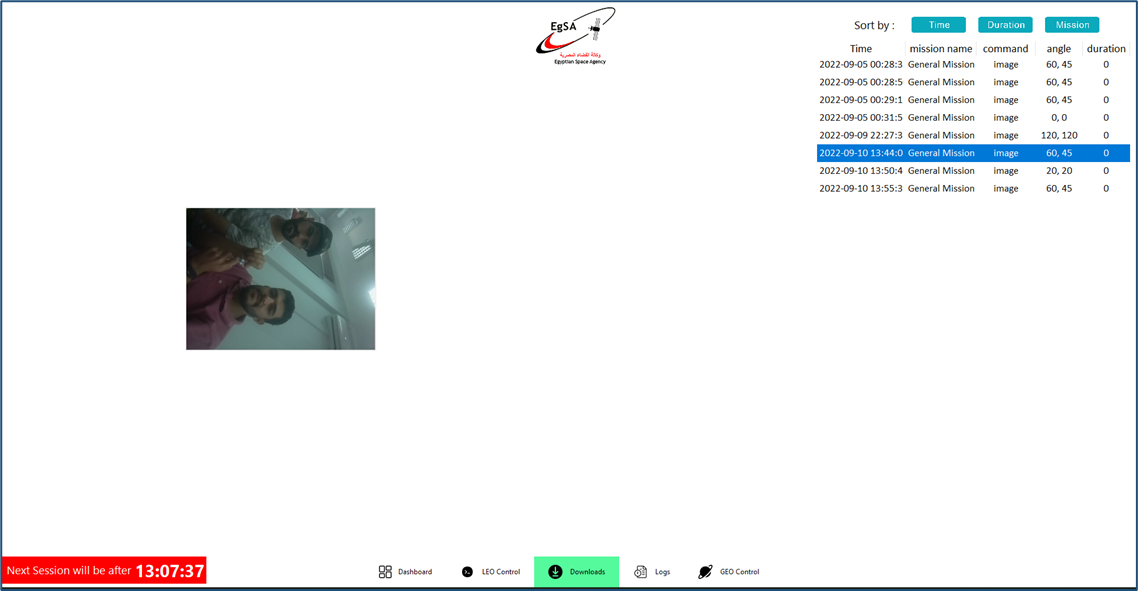 EgSA
وكالة الفضاء المصرية
Egyptian Space Agency
Sort by : Time Duration Mission
Time mission name command angle duration
2022-09-05 00:28:3 General Mission image 60, 45 0
2022-09-05 00:28:5 General Mission image 60, 45 0
2022-09-05 00:29:1 General Mission image 60, 45 0
2022-09-05 00:31:5 General Mission image 0, 0 0
2022-09-09 22:27:3 General Mission image 120, 120 0
2022-09-10 13:44:0 General Mission image 60, 45 0
2022-09-10 13:50:4 General Mission image 20, 20 0
2022-09-10 13:55:3 General Mission image 60, 45 0
Next Session will be after 13:07:37
Dashboard LEO Control Downloads Logs GEO Control